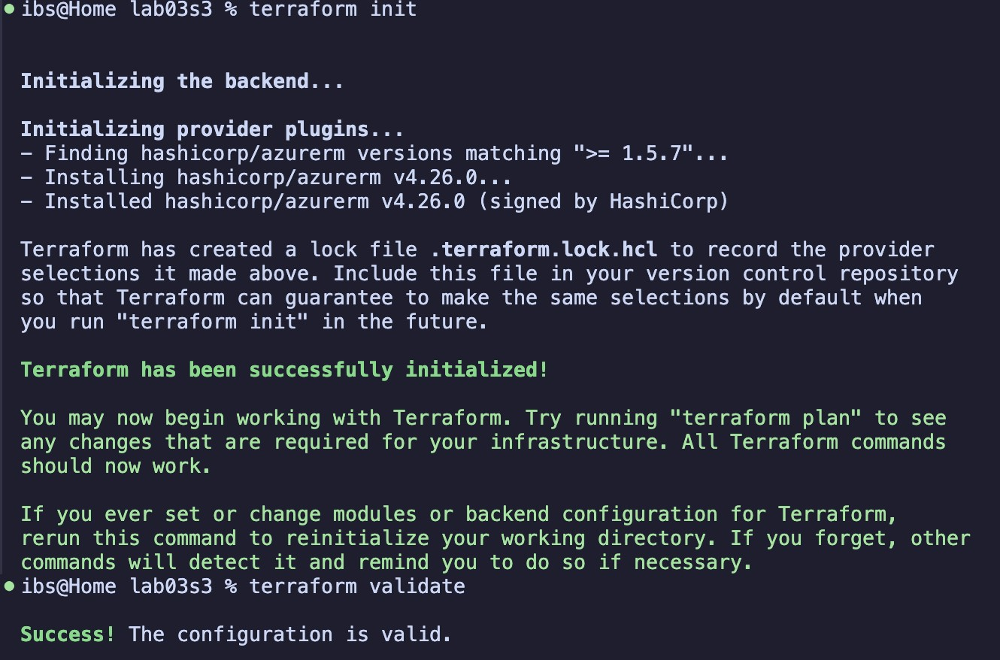 ibs@Home lab03s3 % terraform init
Initializing the backend...
Initializing provider plugins...
– Finding hashicorp/azurerm versions matching ">= 1.5.7"...
– Installing hashicorp/azurerm v4.26.0...
– Installed hashicorp/azurerm v4.26.0 (signed by HashiCorp)
Terraform has created a lock file .terraform.lock.hcl to record the provider
selections it made above. Include this file in your version control repository
so that Terraform can guarantee to make the same selections by default when
you run "terraform init" in the future.
Terraform has been successfully initialized!
You may now begin working with Terraform. Try running "terraform plan" to see
any changes that are required for your infrastructure. All Terraform commands
should now work.
If you ever set or change modules or backend configuration for Terraform,
rerun this command to reinitialize your working directory. If you forget, other
commands will detect it and remind you to do so if necessary.
ibs@Home lab03s3 % terraform validate
Success! The configuration is valid.